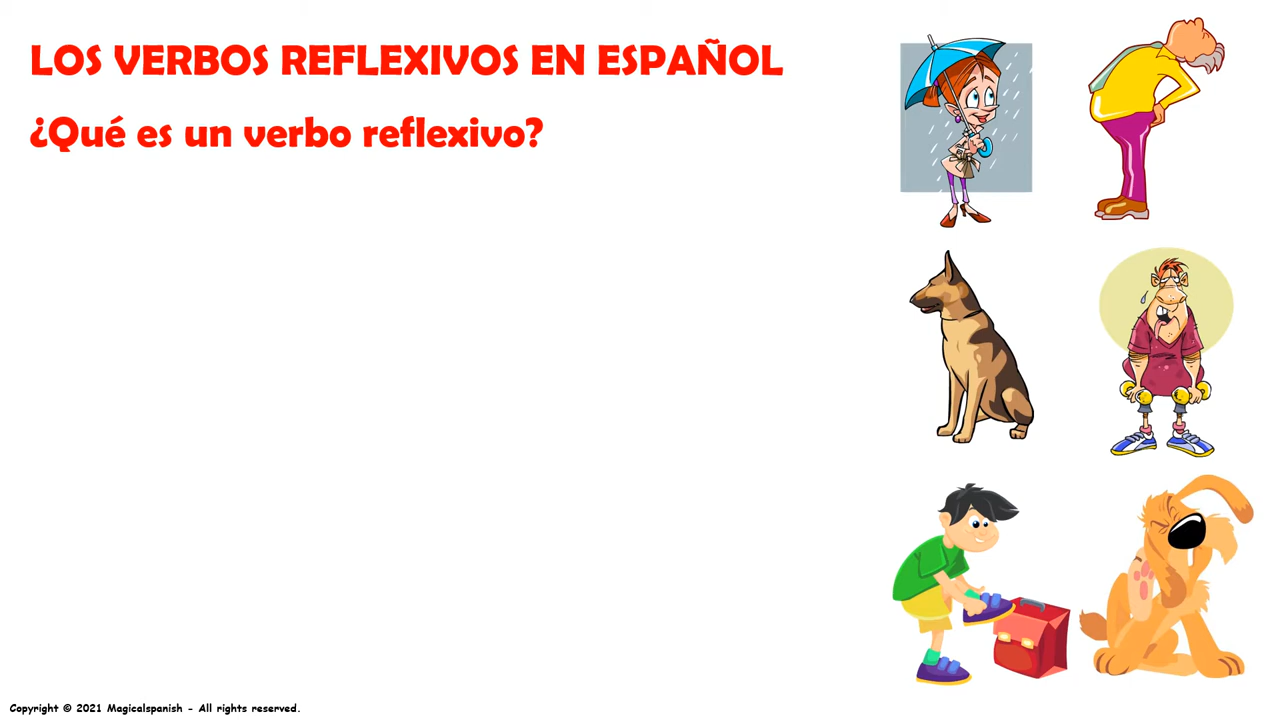 LOS VERBOS REFLEXIVOS EN ESPAÑOL
¿Qué es un verbo reflexivo?
Copyright © 2021 Magicalspanish - All rights reserved.